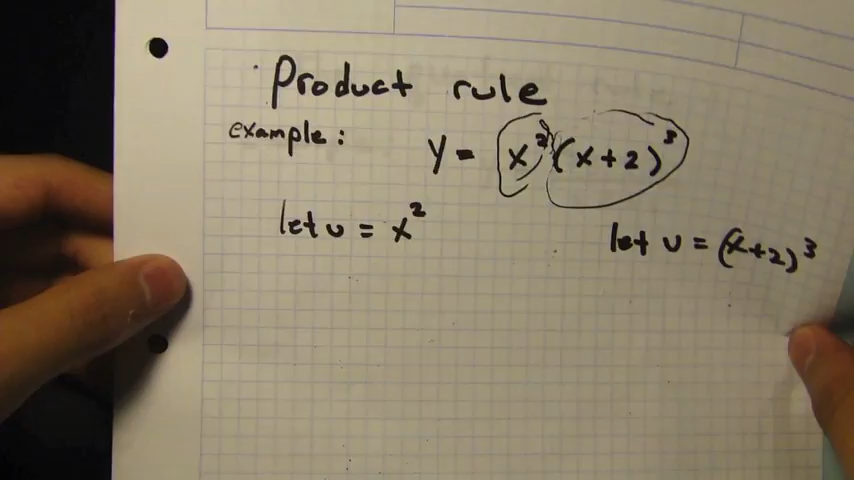 Product rule
example: y = x²(x+2)³
let u = x² let v = (x+2)³